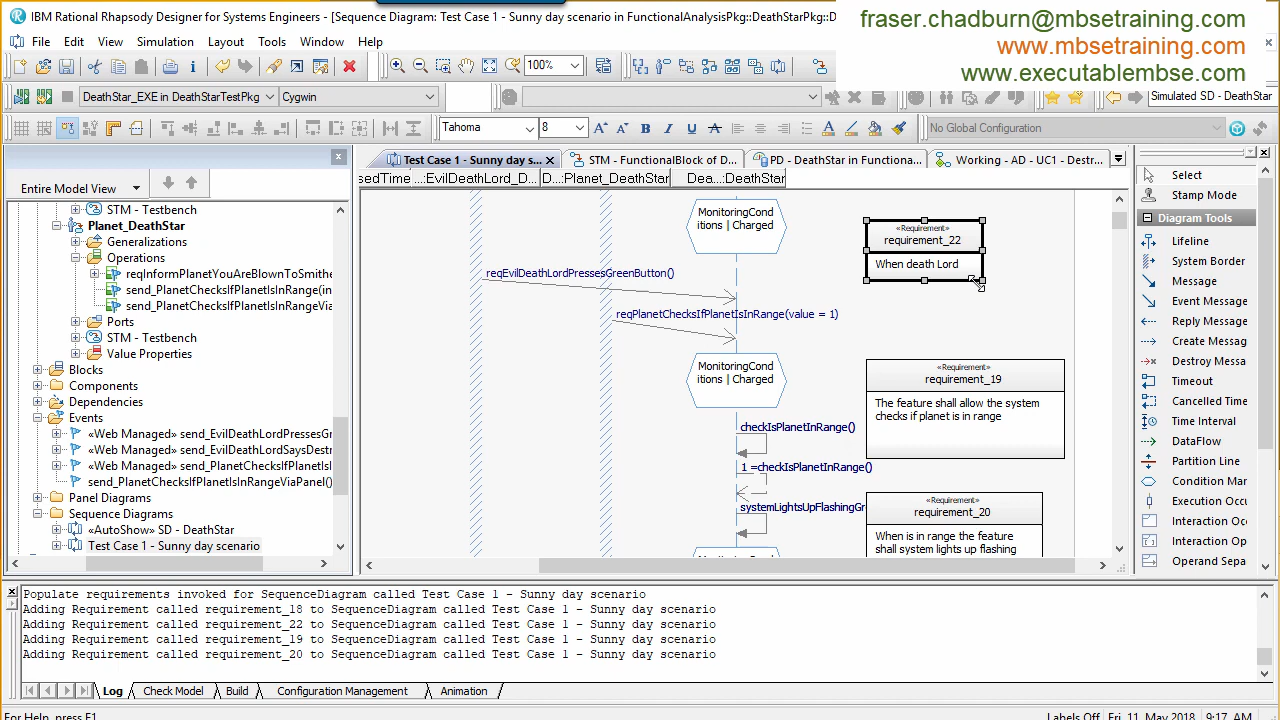 IBM Rational Rhapsody Designer for Systems Engineers - [Sequence Diagram: Test Case 1 - Sunny day scenario in FunctionalAnalysisPkg::DeathStarPkg::D
fraser.chadburn@mbsetraining.com
www.mbsetraining.com
www.executablembse.com
File Edit View Simulation Layout Tools Window Help
100%
DeathStar_EXE in DeathStarTestPkg Cygwin
Simulated SD - DeathStar
Tahoma 8
No Global Configuration
Entire Model View
Test Case 1 - Sunny day s...
STM - FunctionalBlock of D...
PD - DeathStar in Functiona...
Working - AD - UC1 - Destr...
sedTime....:EvilDeathLord_D... D...:Planet_DeathStar Dea...:DeathStar
STM - Testbench
Planet_DeathStar
Generalizations
Operations
reqInformPlanetYouAreBlownToSmithe
send_PlanetChecksIfPlanetIsInRange(in
send_PlanetChecksIfPlanetIsInRangeVia
Ports
STM - Testbench
Value Properties
Blocks
Components
Dependencies
Events
«Web Managed» send_EvilDeathLordPressesGr
«Web Managed» send_EvilDeathLordSaysDest
«Web Managed» send_PlanetChecksIfPlanetIs
send_PlanetChecksIfPlanetIsInRangeViaPanel()
Panel Diagrams
Sequence Diagrams
«AutoShow» SD - DeathStar
Test Case 1 - Sunny day scenario
MonitoringCond
itions | Charged
reqEvilDeathLordPressesGreenButton()
reqPlanetChecksIfPlanetIsInRange(value = 1)
MonitoringCond
itions | Charged
checkIsPlanetInRange()
1 =checkIsPlanetInRange()
systemLightsUpFlashingGr
«Requirement»
requirement_22
When death Lord
«Requirement»
requirement_19
The feature shall allow the system
checks if planet is in range
«Requirement»
requirement_20
When is in range the feature
shall system lights up flashing
Select
Stamp Mode
Diagram Tools
Lifeline
System Border
Message
Event Message
Reply Message
Create Messag
Destroy Messa
Timeout
Cancelled Time
Time Interval
DataFlow
Partition Line
Condition Mar
Execution Occu
Interaction Oc
Interaction Op
Operand Sepa
Populate requirements invoked for SequenceDiagram called Test Case 1 - Sunny day scenario
Adding Requirement called requirement_18 to SequenceDiagram called Test Case 1 - Sunny day scenario
Adding Requirement called requirement_22 to SequenceDiagram called Test Case 1 - Sunny day scenario
Adding Requirement called requirement_19 to SequenceDiagram called Test Case 1 - Sunny day scenario
Adding Requirement called requirement_20 to SequenceDiagram called Test Case 1 - Sunny day scenario
Log Check Model Build Configuration Management Animation
For Help, press F1
Labels Off Fri, 11, May 2018 9:17 AM